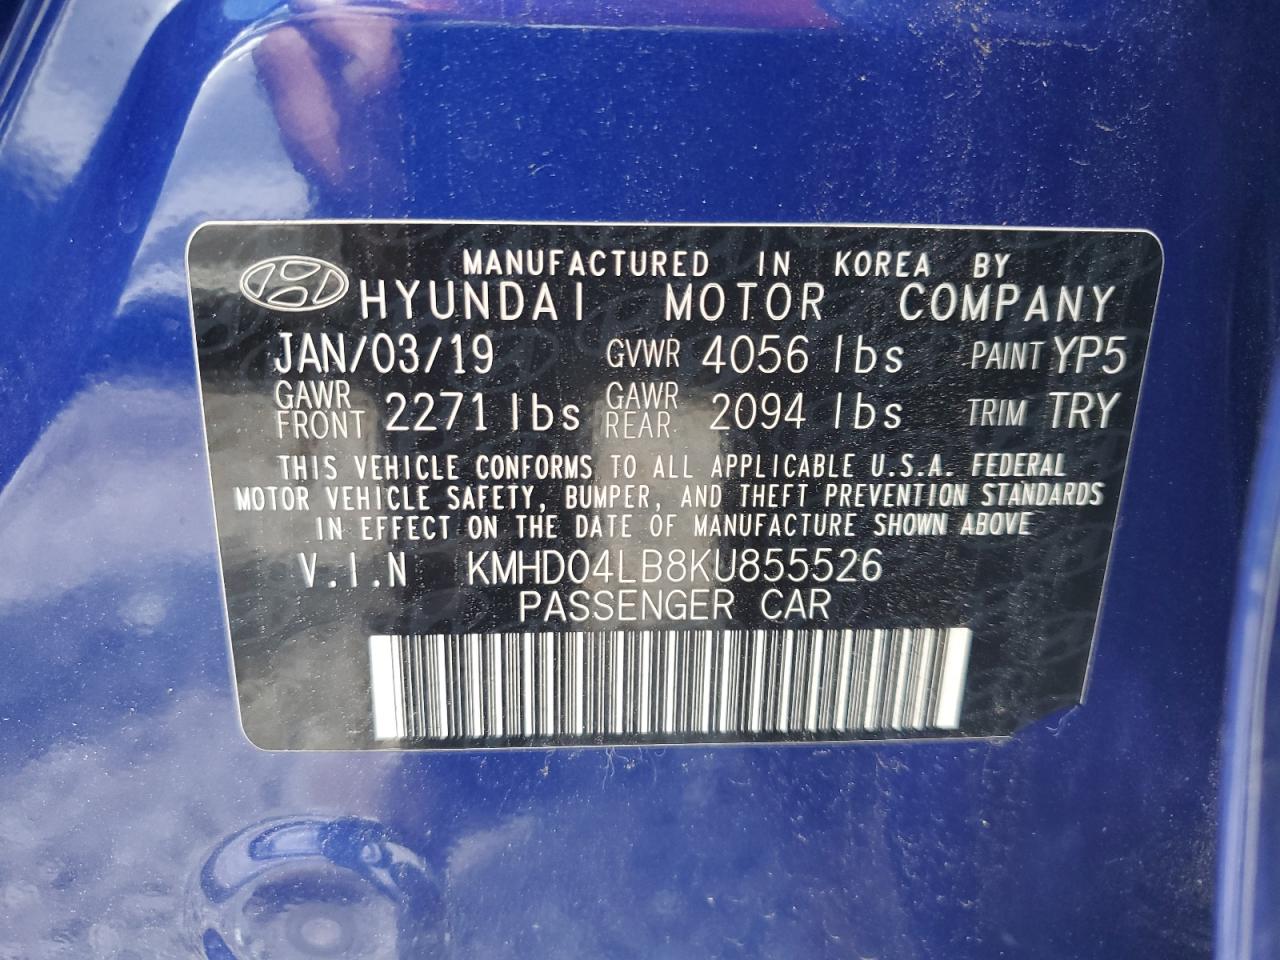 MANUFACTURED IN KOREA BY
HYUNDAI MOTOR COMPANY
JAN/03/19 GVWR 4056 lbs PAINT YP5
GAWR FRONT 2271 lbs GAWR REAR 2094 lbs TRIM TRY
THIS VEHICLE CONFORMS TO ALL APPLICABLE U.S.A. FEDERAL
MOTOR VEHICLE SAFETY, BUMPER, AND THEFT PREVENTION STANDARDS
IN EFFECT ON THE DATE OF MANUFACTURE SHOWN ABOVE
V.I.N KMHD04LB8KU855526
PASSENGER CAR